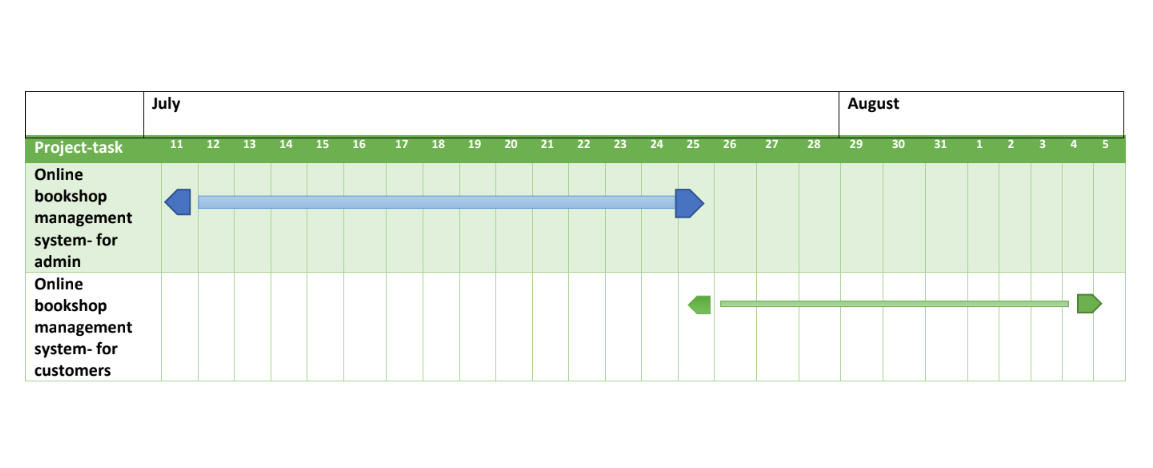 July August
Project-task 11 12 13 14 15 16 17 18 19 20 21 22 23 24 25 26 27 28 29 30 31 1 2 3 4 5
Online
bookshop
management
system- for
admin
Online
bookshop
management
system- for
customers